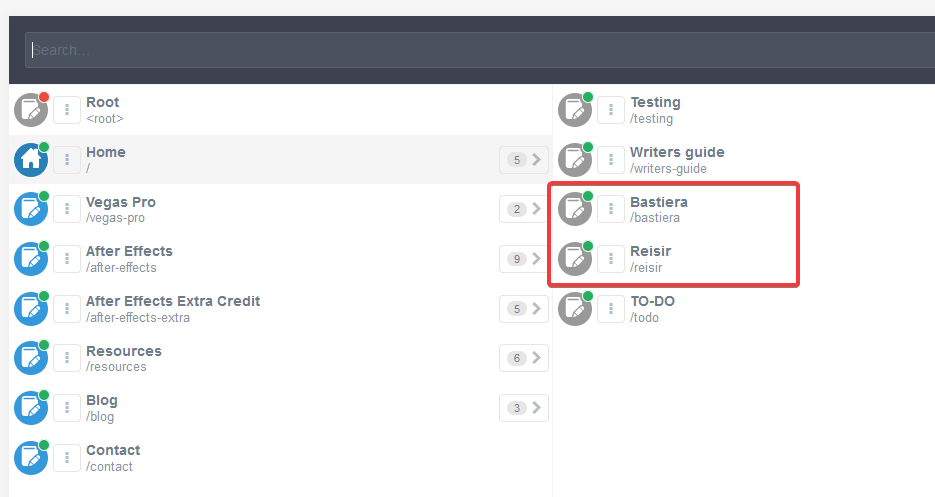 Search...
Root
<root>
Home
/
5
Vegas Pro
/vegas-pro
2
After Effects
/after-effects
9
After Effects Extra Credit
/after-effects-extra
5
Resources
/resources
6
Blog
/blog
3
Contact
/contact
Testing
/testing
Writers guide
/writers-guide
Bastiera
/bastiera
Reisir
/reisir
TO-DO
/todo